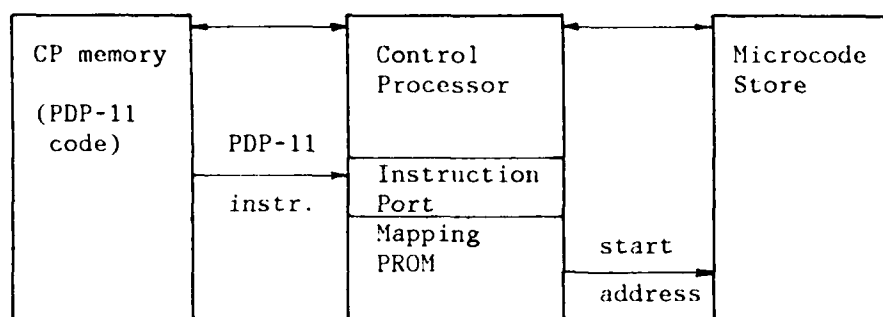 CP memory
(PDP-11
code)
PDP-11
instr.
Control
Processor
Instruction
Port
Mapping
PROM
start
address
Microcode
Store